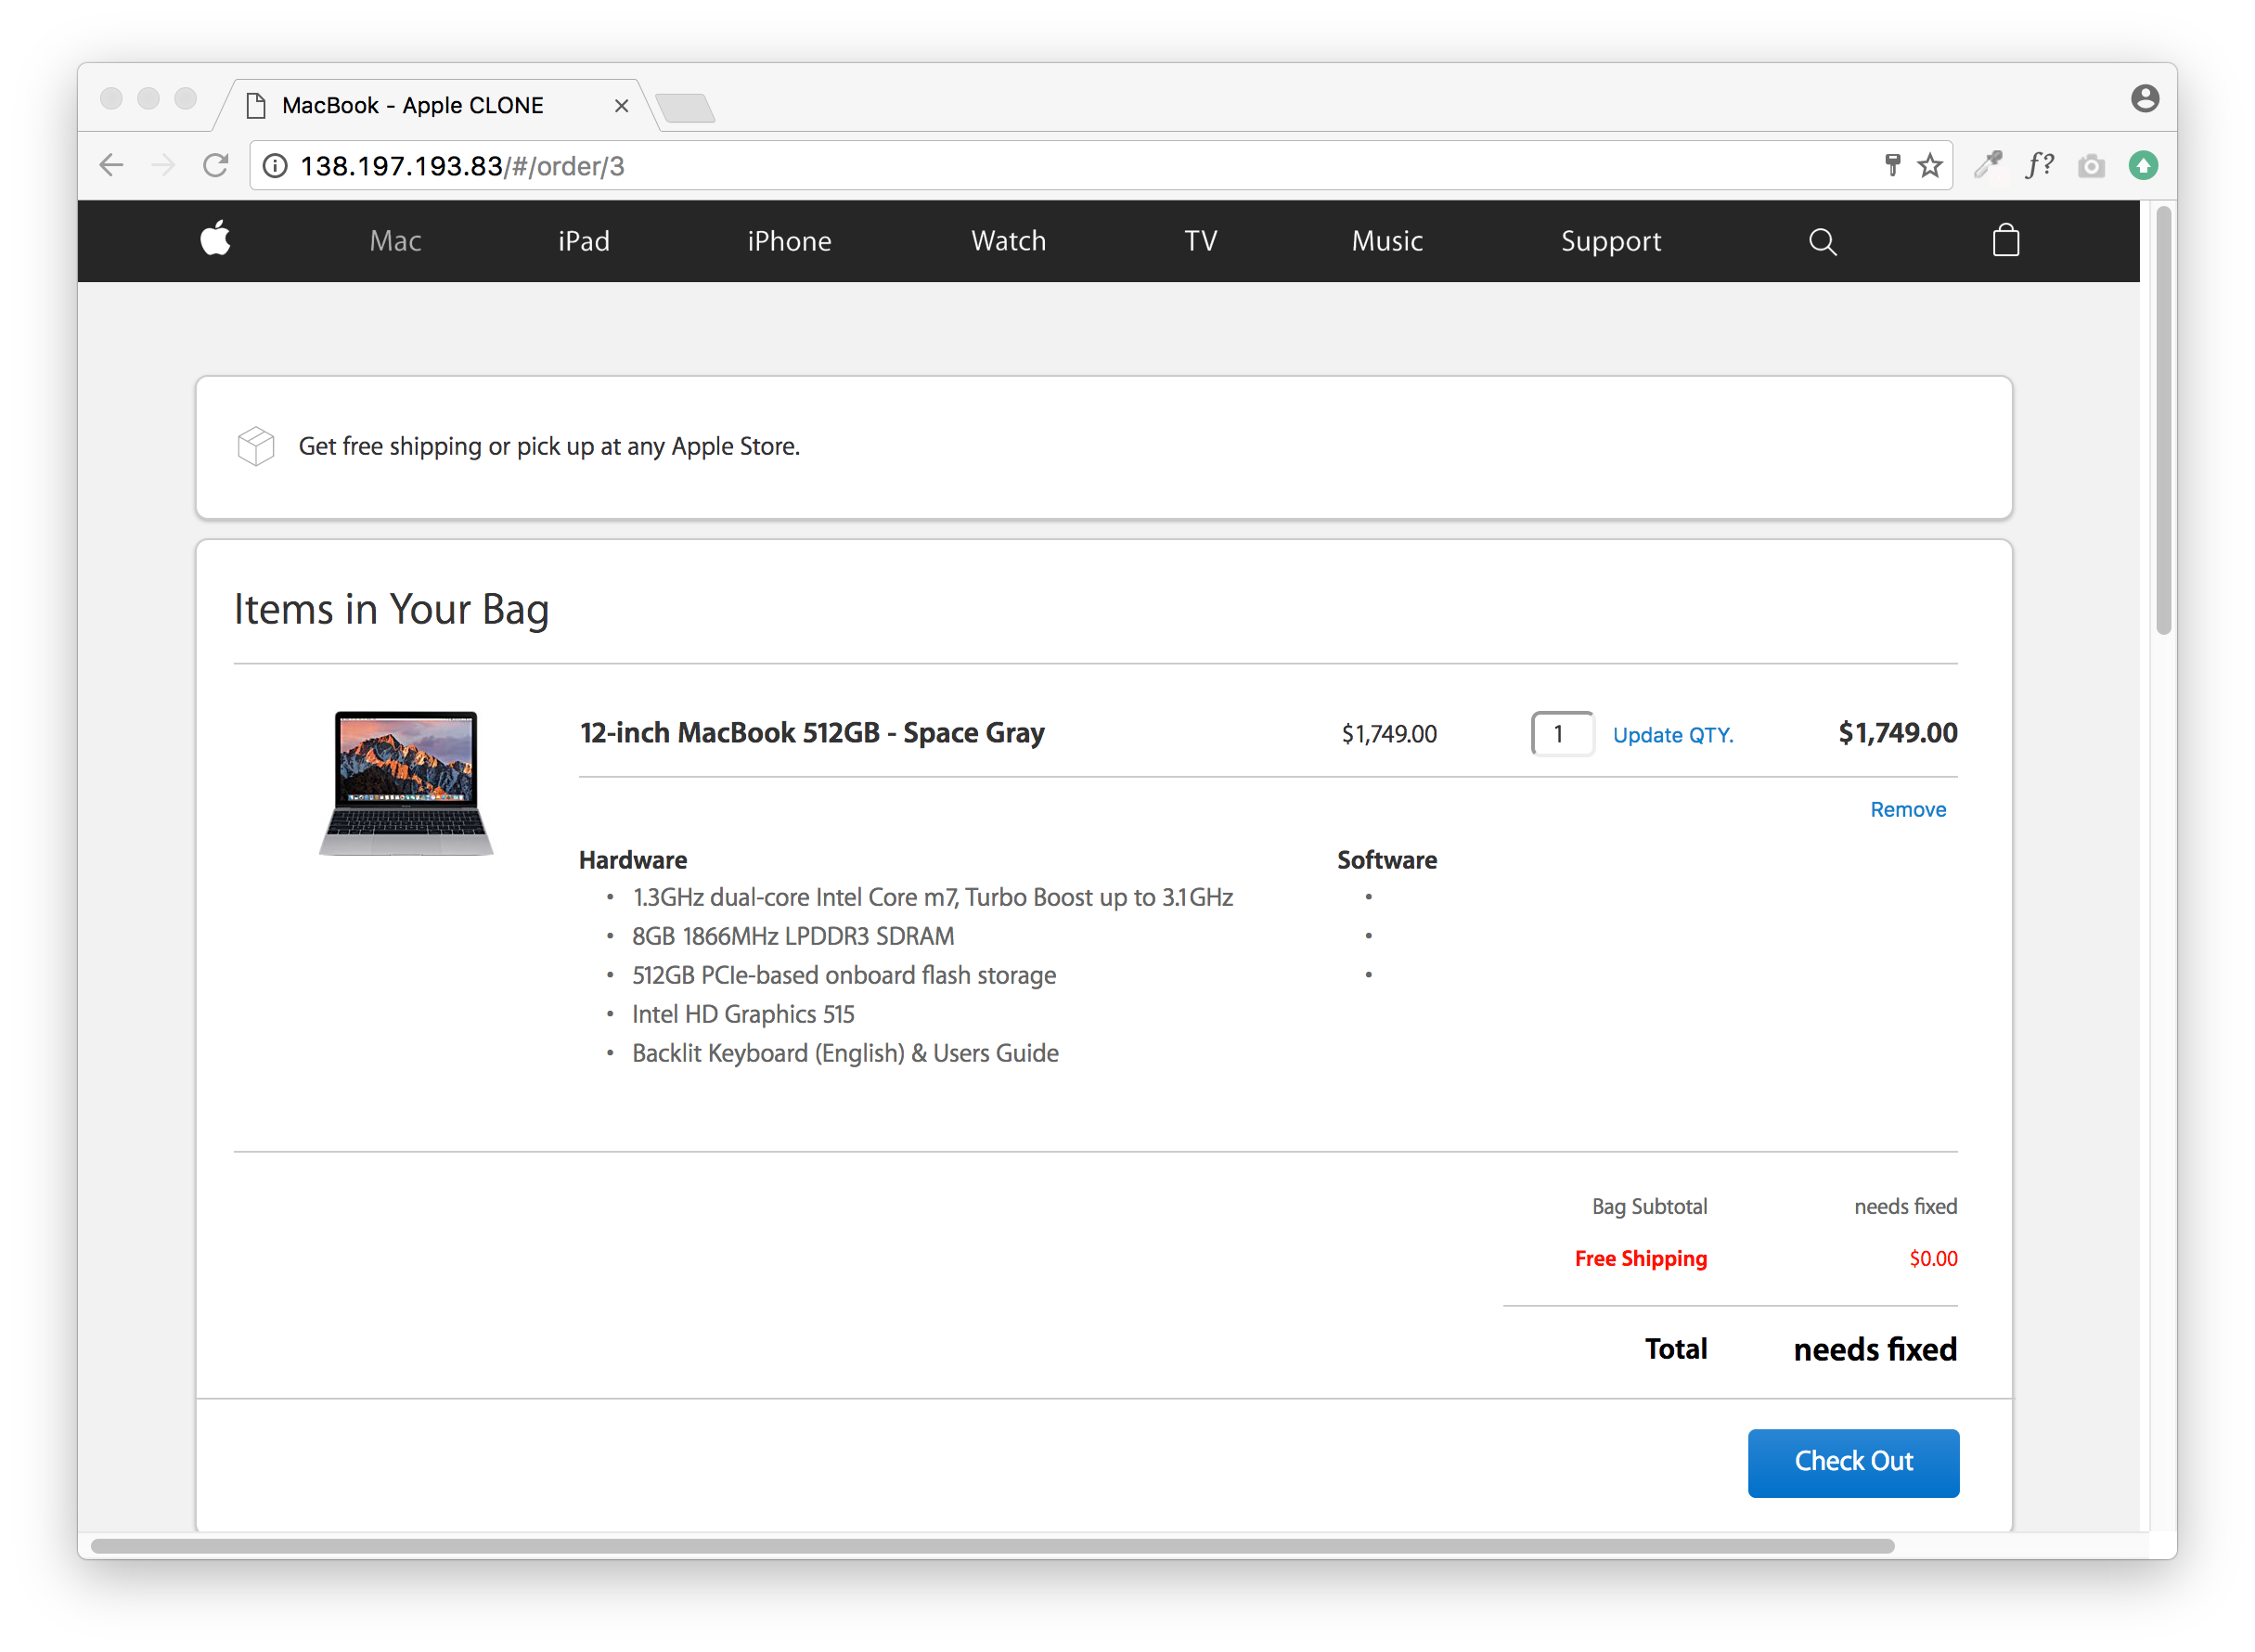 MacBook - Apple CLONE
138.197.193.83/#/order/3
f?
Mac iPad iPhone Watch TV Music Support
Get free shipping or pick up at any Apple Store.
Items in Your Bag
12-inch MacBook 512GB - Space Gray $1,749.00 1 Update QTY. $1,749.00
Remove
Hardware Software
• 1.3GHz dual-core Intel Core m7, Turbo Boost up to 3.1GHz •
• 8GB 1866MHz LPDDR3 SDRAM •
• 512GB PCIe-based onboard flash storage •
• Intel HD Graphics 515
• Backlit Keyboard (English) & Users Guide
Bag Subtotal needs fixed
Free Shipping $0.00
Total needs fixed
Check Out